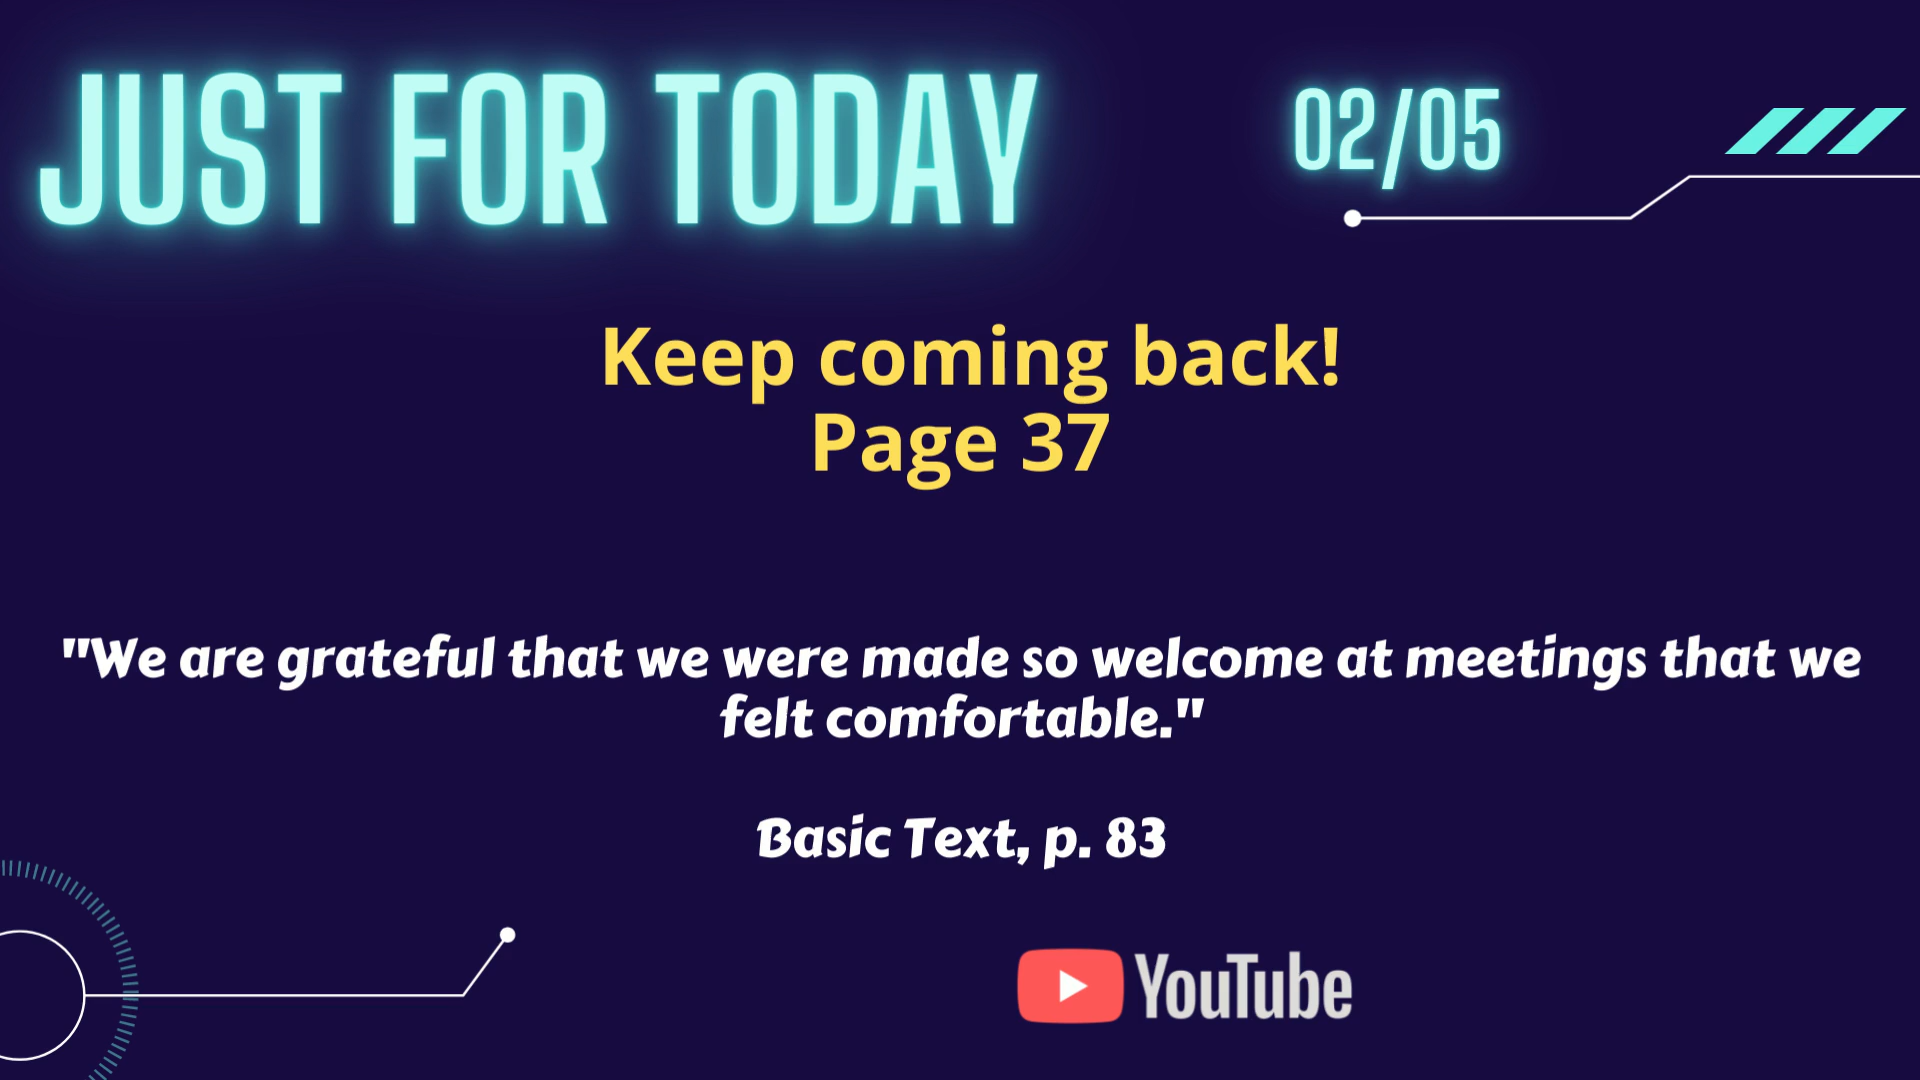 JUST FOR TODAY
02/05
Keep coming back!
Page 37
"We are grateful that we were made so welcome at meetings that we
felt comfortable."
Basic Text, p. 83
YouTube